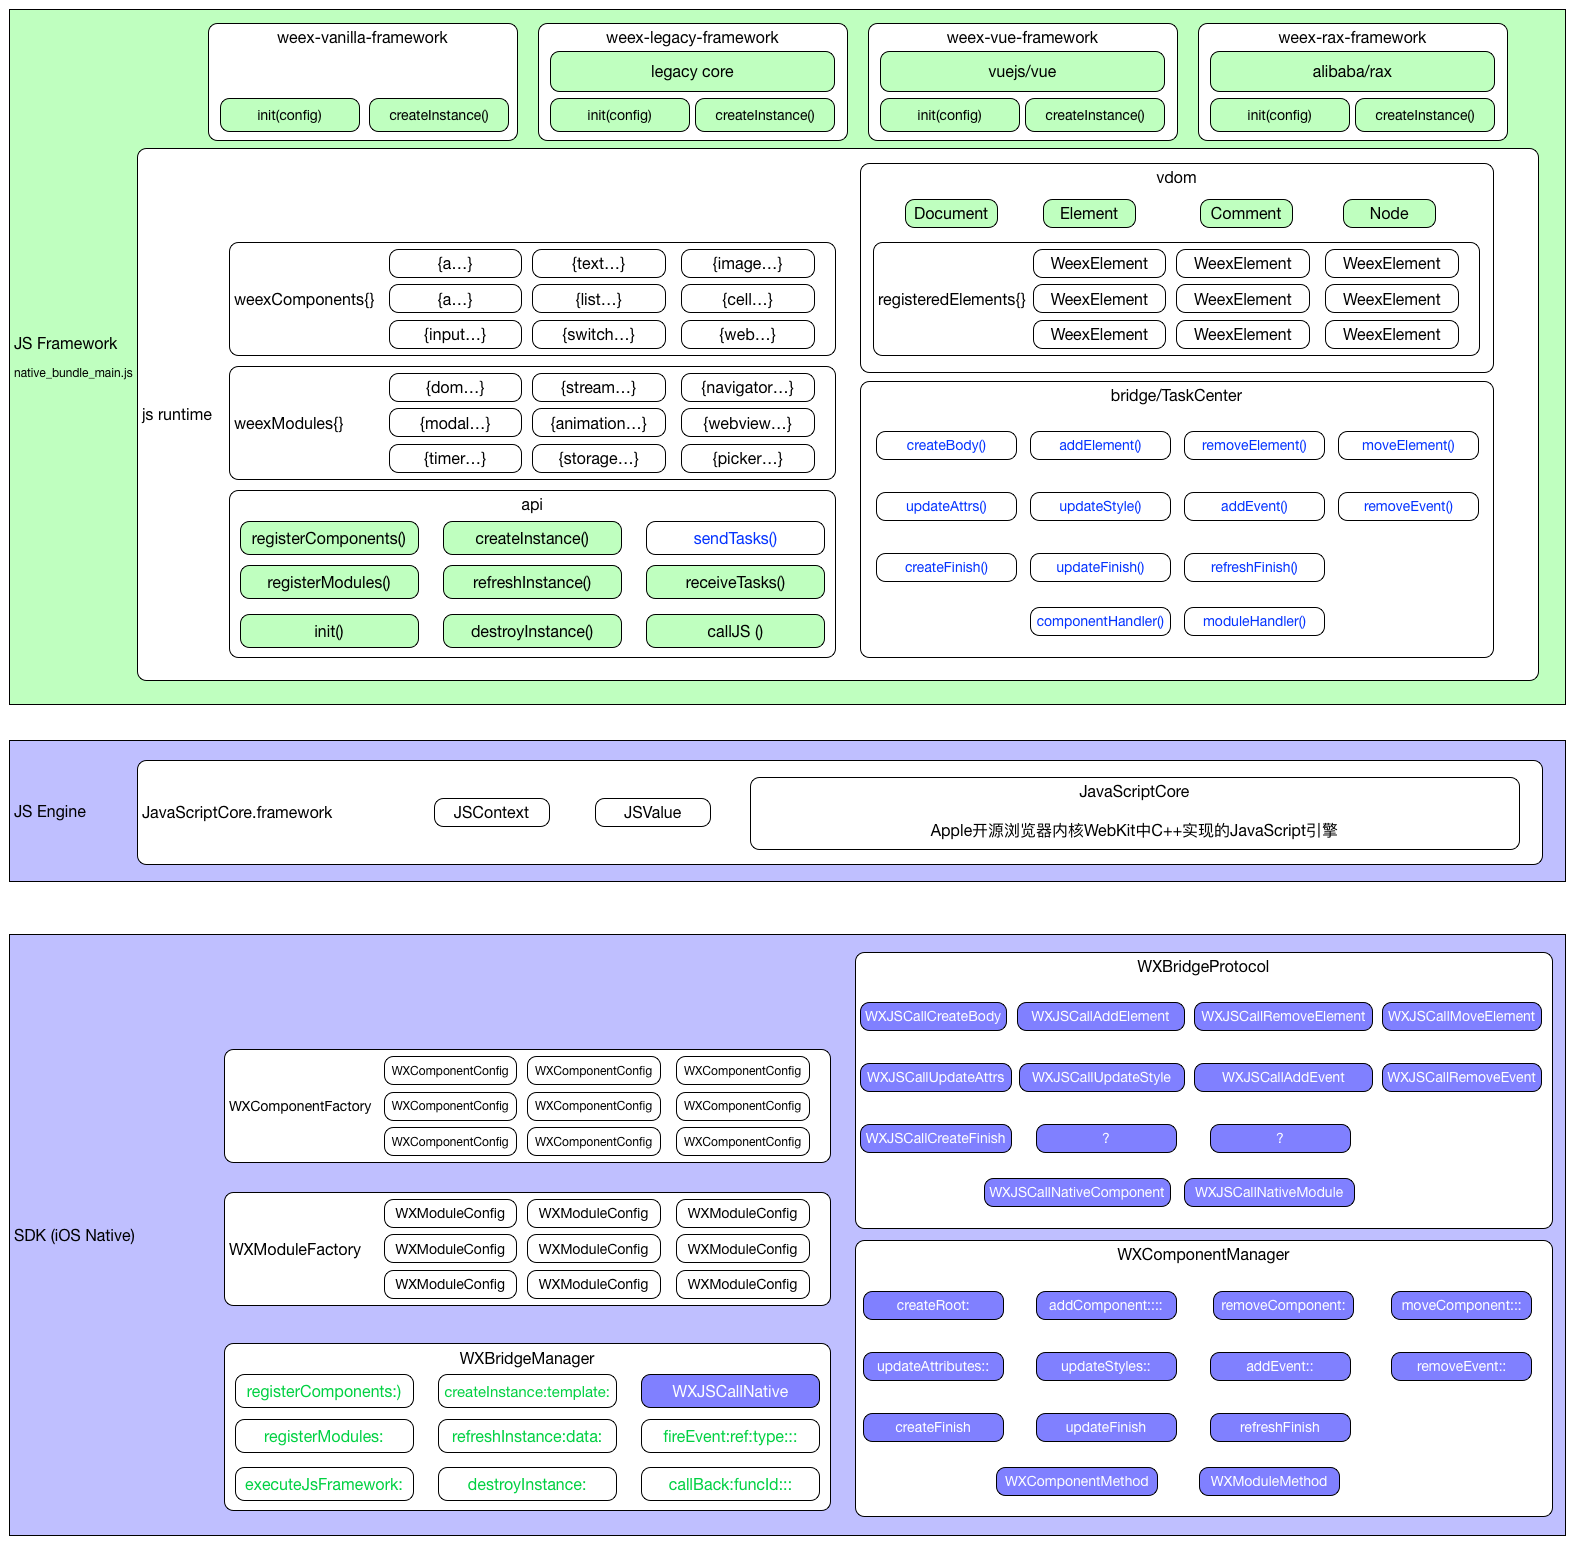 weex-vanilla-framework
init(config)
createInstance()
weex-legacy-framework
legacy core
init(config)
createInstance()
weex-vue-framework
vuejs/vue
init(config)
createInstance()
weex-rax-framework
alibaba/rax
init(config)
createInstance()
JS Framework
native_bundle_main.js
js runtime
weexComponents{}
{a…}
{text…}
{image…}
{a…}
{list…}
{cell…}
{input…}
{switch…}
{web…}
weexModules{}
{dom…}
{stream…}
{navigator…}
{modal…}
{animation…}
{webview…}
{timer…}
{storage…}
{picker…}
api
registerComponents()
createInstance()
sendTasks()
registerModules()
refreshInstance()
receiveTasks()
init()
destroyInstance()
callJS ()
vdom
Document
Element
Comment
Node
registeredElements{}
WeexElement
WeexElement
WeexElement
WeexElement
WeexElement
WeexElement
WeexElement
WeexElement
WeexElement
bridge/TaskCenter
createBody()
addElement()
removeElement()
moveElement()
updateAttrs()
updateStyle()
addEvent()
removeEvent()
createFinish()
updateFinish()
refreshFinish()
componentHandler()
moduleHandler()
JS Engine
JavaScriptCore.framework
JSContext
JSValue
JavaScriptCore
Apple开源浏览器内核WebKit中C++实现的JavaScript引擎
SDK (iOS Native)
WXComponentFactory
WXComponentConfig
WXComponentConfig
WXComponentConfig
WXComponentConfig
WXComponentConfig
WXComponentConfig
WXComponentConfig
WXComponentConfig
WXComponentConfig
WXModuleFactory
WXModuleConfig
WXModuleConfig
WXModuleConfig
WXModuleConfig
WXModuleConfig
WXModuleConfig
WXModuleConfig
WXModuleConfig
WXModuleConfig
WXBridgeManager
registerComponents:)
createInstance:template:
WXJSCallNative
registerModules:
refreshInstance:data:
fireEvent:ref:type:::
executeJsFramework:
destroyInstance:
callBack:funcId:::
WXBridgeProtocol
WXJSCallCreateBody
WXJSCallAddElement
WXJSCallRemoveElement
WXJSCallMoveElement
WXJSCallUpdateAttrs
WXJSCallUpdateStyle
WXJSCallAddEvent
WXJSCallRemoveEvent
WXJSCallCreateFinish
?
?
WXJSCallNativeComponent
WXJSCallNativeModule
WXComponentManager
createRoot:
addComponent::::
removeComponent:
moveComponent:::
updateAttributes::
updateStyles::
addEvent::
removeEvent::
createFinish
updateFinish
refreshFinish
WXComponentMethod
WXModuleMethod